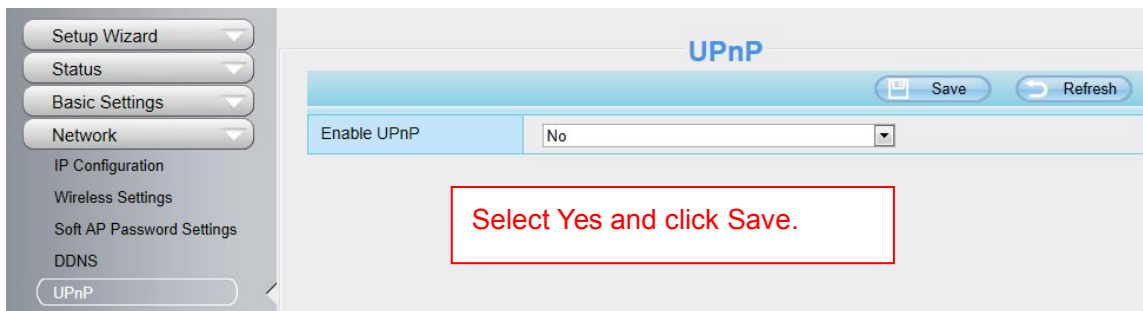 Setup Wizard
Status
Basic Settings
Network
IP Configuration
Wireless Settings
Soft AP Password Settings
DDNS
UPnP
UPnP
Save Refresh
Enable UPnP No
Select Yes and click Save.